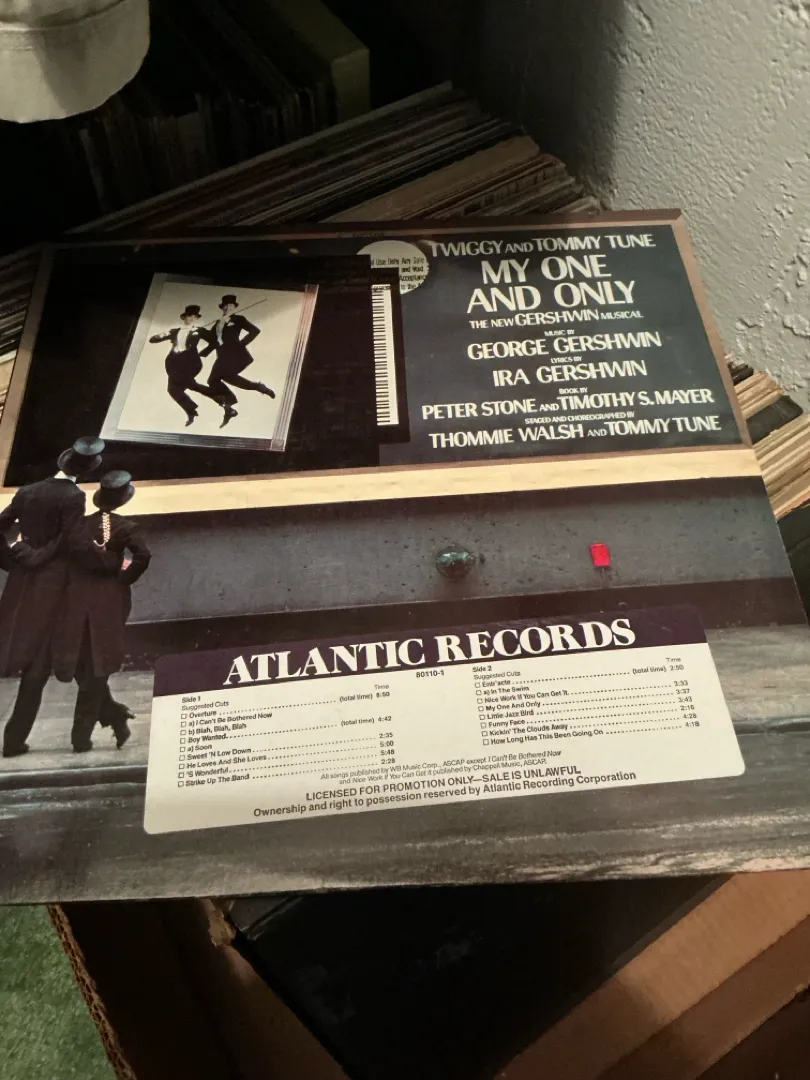 l Use Only Any Sale
and Void
Acceptance
TWIGGY AND TOMMY TUNE
MY ONE
AND ONLY
THE NEW GERSHWIN MUSICAL
MUSIC BY
GEORGE GERSHWIN
LYRICS BY
IRA GERSHWIN
BOOK BY
PETER STONE AND TIMOTHY S. MAYER
STAGED AND CHOREOGRAPHED BY
THOMMIE WALSH AND TOMMY TUNE
ATLANTIC RECORDS
80110-1
Side 1
Suggested Cuts Time
Overture (total time) 8:50
a) I Can't Be Bothered Now
b) Blah, Blah, Blah (total time) 4:42
Boy Wanted
a) Soon 2:35
Sweet 'N Low Down 5:00
He Loves And She Loves 5:48
'S Wonderful 2:28
Strike Up The Band
Side 2
Suggested Cuts Time
Entr'acte (total time) 2:50
a) In The Swim
Nice Work If You Can Get It 3:33
My One And Only 3:37
Little Jazz Bird 3:43
Funny Face 2:16
Kickin' The Clouds Away 4:28
How Long Has This Been Going On 4:18
All songs published by WB Music Corp., ASCAP except I Can't Be Bothered Now
and Nice Work If You Can Get It published by Chappell Music, ASCAP.
LICENSED FOR PROMOTION ONLY—SALE IS UNLAWFUL
Ownership and right to possession reserved by Atlantic Recording Corporation